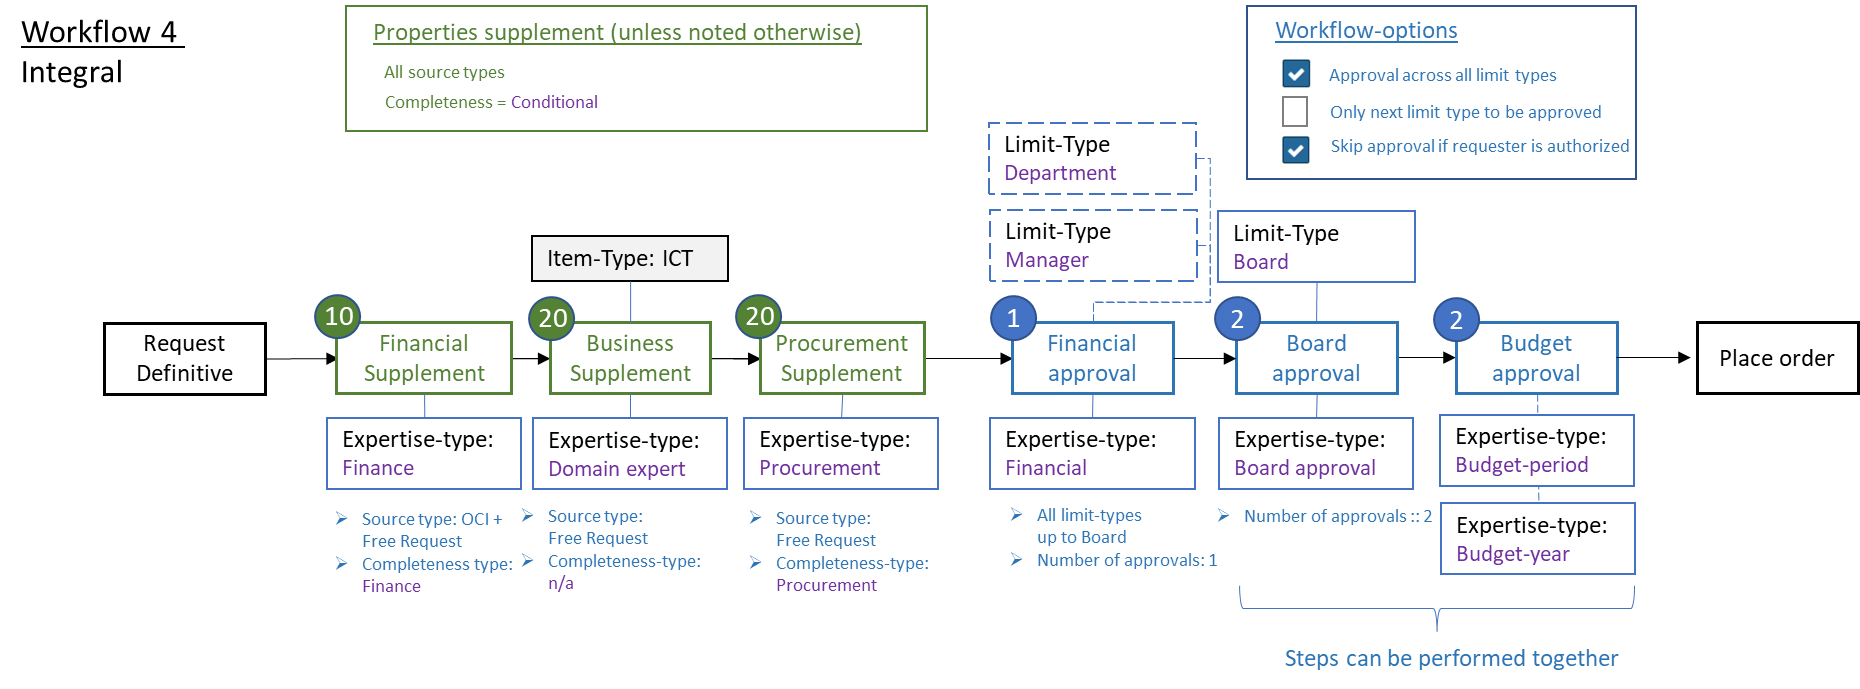 Workflow 4
Integral
Properties supplement (unless noted otherwise)
All source types
Completeness = Conditional
Workflow-options
Approval across all limit types
Only next limit type to be approved
Skip approval if requester is authorized
Limit-Type
Department
Limit-Type
Manager
Limit-Type
Board
Item-Type: ICT
10
20
20
1
2
2
Request
Definitive
Financial
Supplement
Business
Supplement
Procurement
Supplement
Financial
approval
Board
approval
Budget
approval
Place order
Expertise-type:
Finance
Expertise-type:
Domain expert
Expertise-type:
Procurement
Expertise-type:
Financial
Expertise-type:
Board approval
Expertise-type:
Budget-period
Expertise-type:
Budget-year
Source type: OCI +
Free Request
Completeness type:
Finance
Source type:
Free Request
Completeness-type:
n/a
Source type:
Free Request
Completeness-type:
Procurement
All limit-types
up to Board
Number of approvals: 1
Number of approvals :: 2
Steps can be performed together